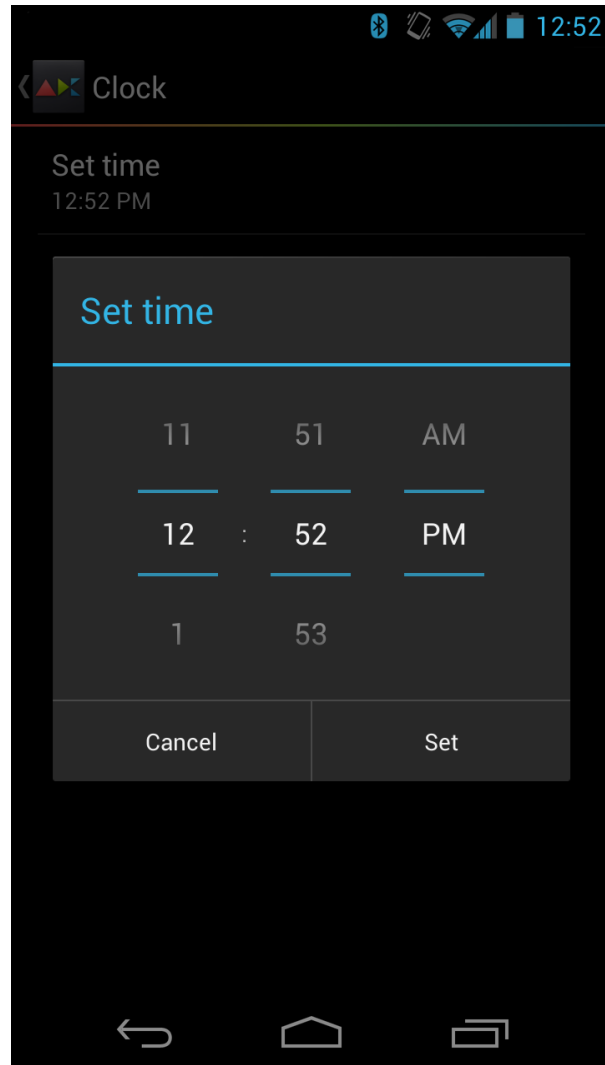 12:52
Clock
Set time
12:52 PM
Set time
11 51 AM
12 : 52 PM
1 53
Cancel Set